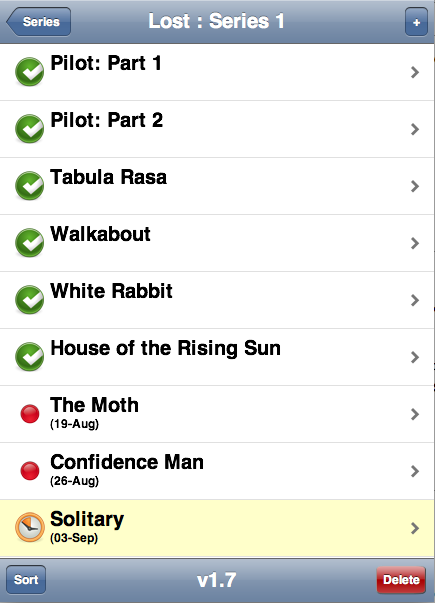 Series
Lost : Series 1
+
Pilot: Part 1
Pilot: Part 2
Tabula Rasa
Walkabout
White Rabbit
House of the Rising Sun
The Moth
(19-Aug)
Confidence Man
(26-Aug)
Solitary
(03-Sep)
Sort
v1.7
Delete